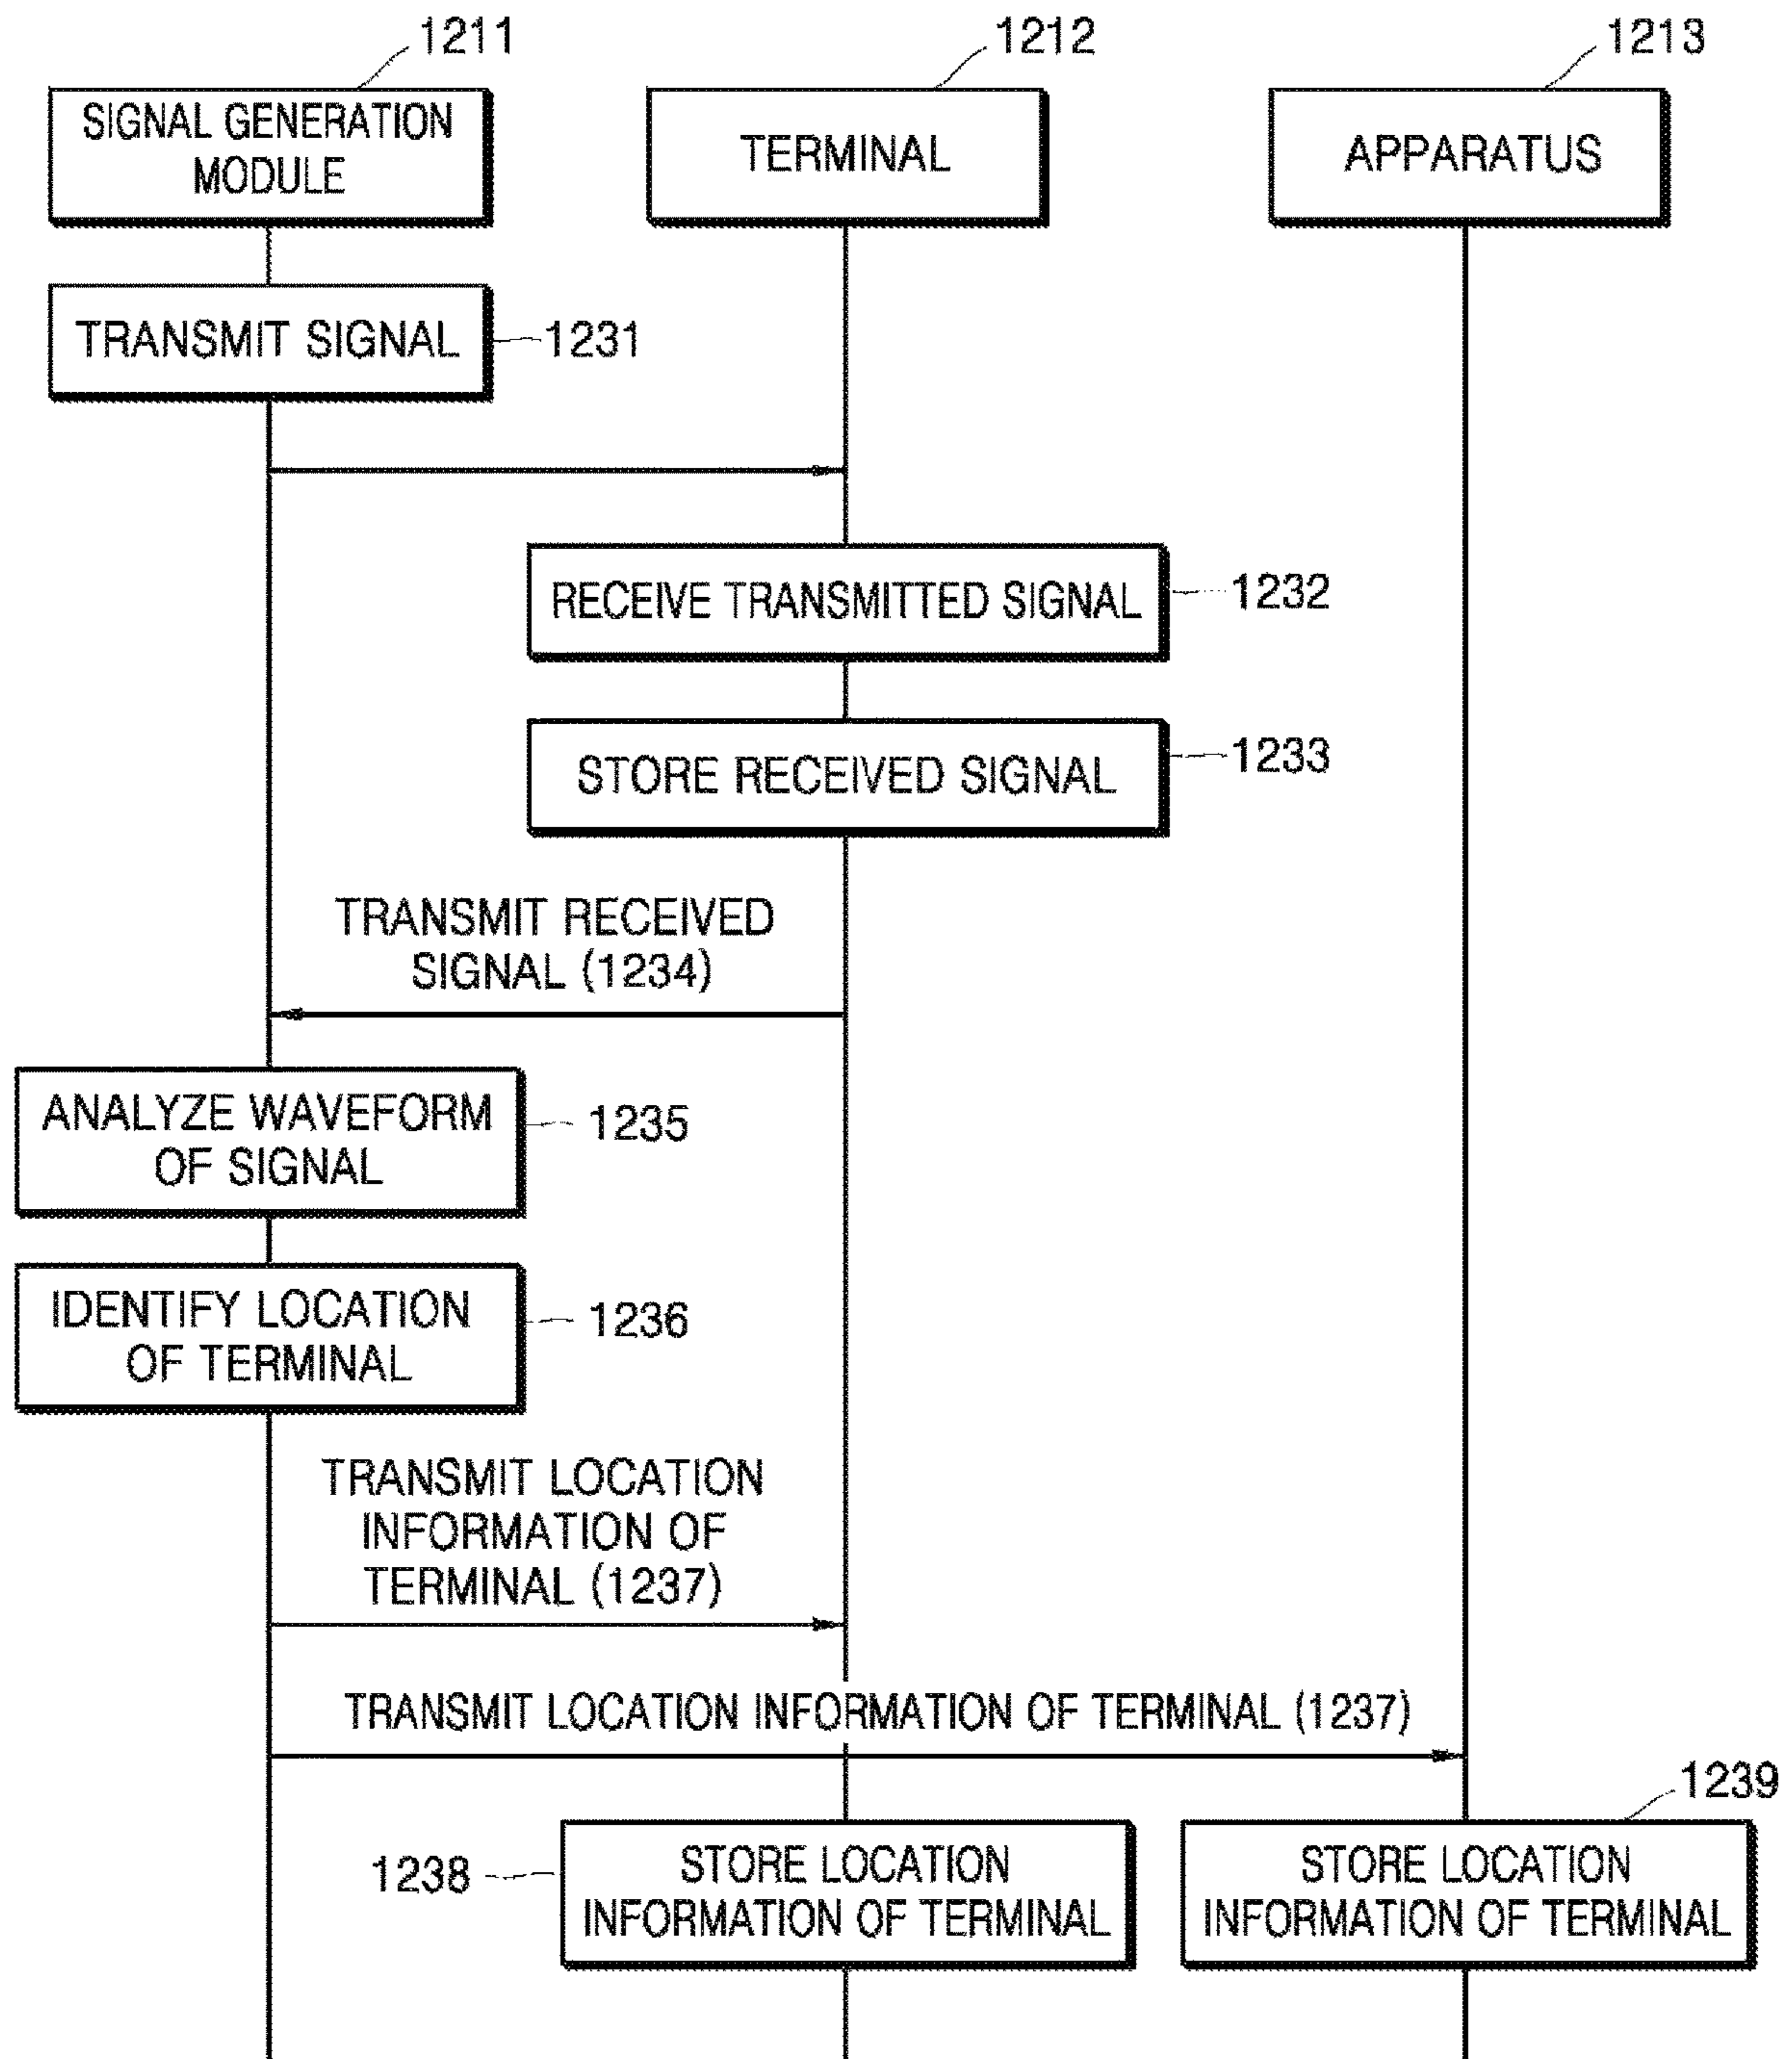 1211
1212
1213
SIGNAL GENERATION
MODULE
TERMINAL
APPARATUS
TRANSMIT SIGNAL
1231
RECEIVE TRANSMITTED SIGNAL
1232
STORE RECEIVED SIGNAL
1233
TRANSMIT RECEIVED
SIGNAL (1234)
ANALYZE WAVEFORM
OF SIGNAL
1235
IDENTIFY LOCATION
OF TERMINAL
1236
TRANSMIT LOCATION
INFORMATION OF
TERMINAL (1237)
TRANSMIT LOCATION INFORMATION OF TERMINAL (1237)
1238
STORE LOCATION
INFORMATION OF TERMINAL
1239
STORE LOCATION
INFORMATION OF TERMINAL